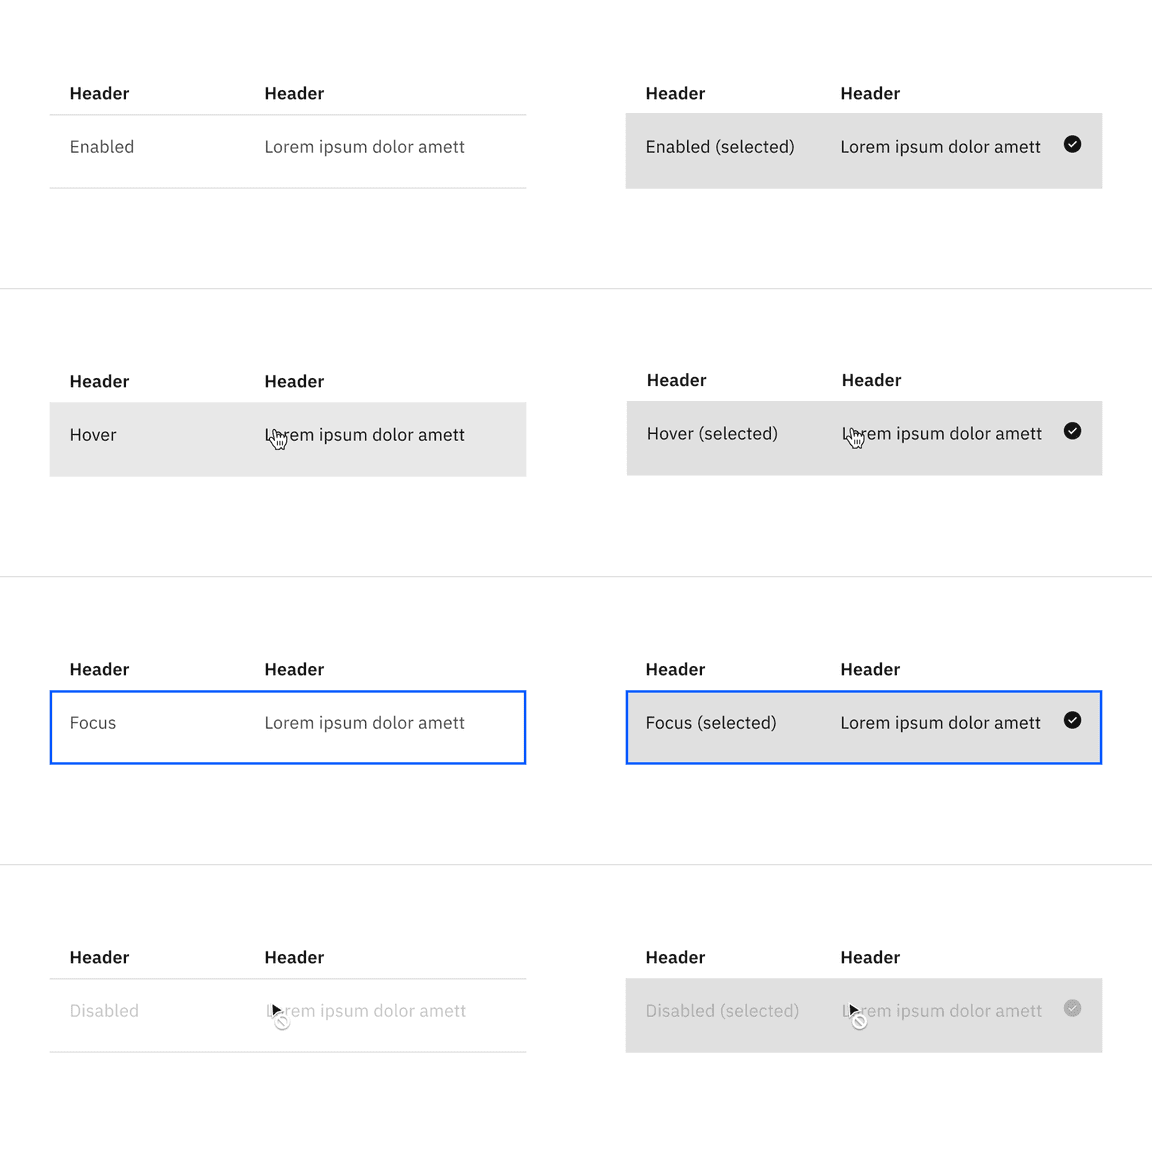 Header Header
Enabled Lorem ipsum dolor amett
Header Header
Enabled (selected) Lorem ipsum dolor amett
Header Header
Hover Lorem ipsum dolor amett
Header Header
Hover (selected) Lorem ipsum dolor amett
Header Header
Focus Lorem ipsum dolor amett
Header Header
Focus (selected) Lorem ipsum dolor amett
Header Header
Disabled Lorem ipsum dolor amett
Header Header
Disabled (selected) Lorem ipsum dolor amett